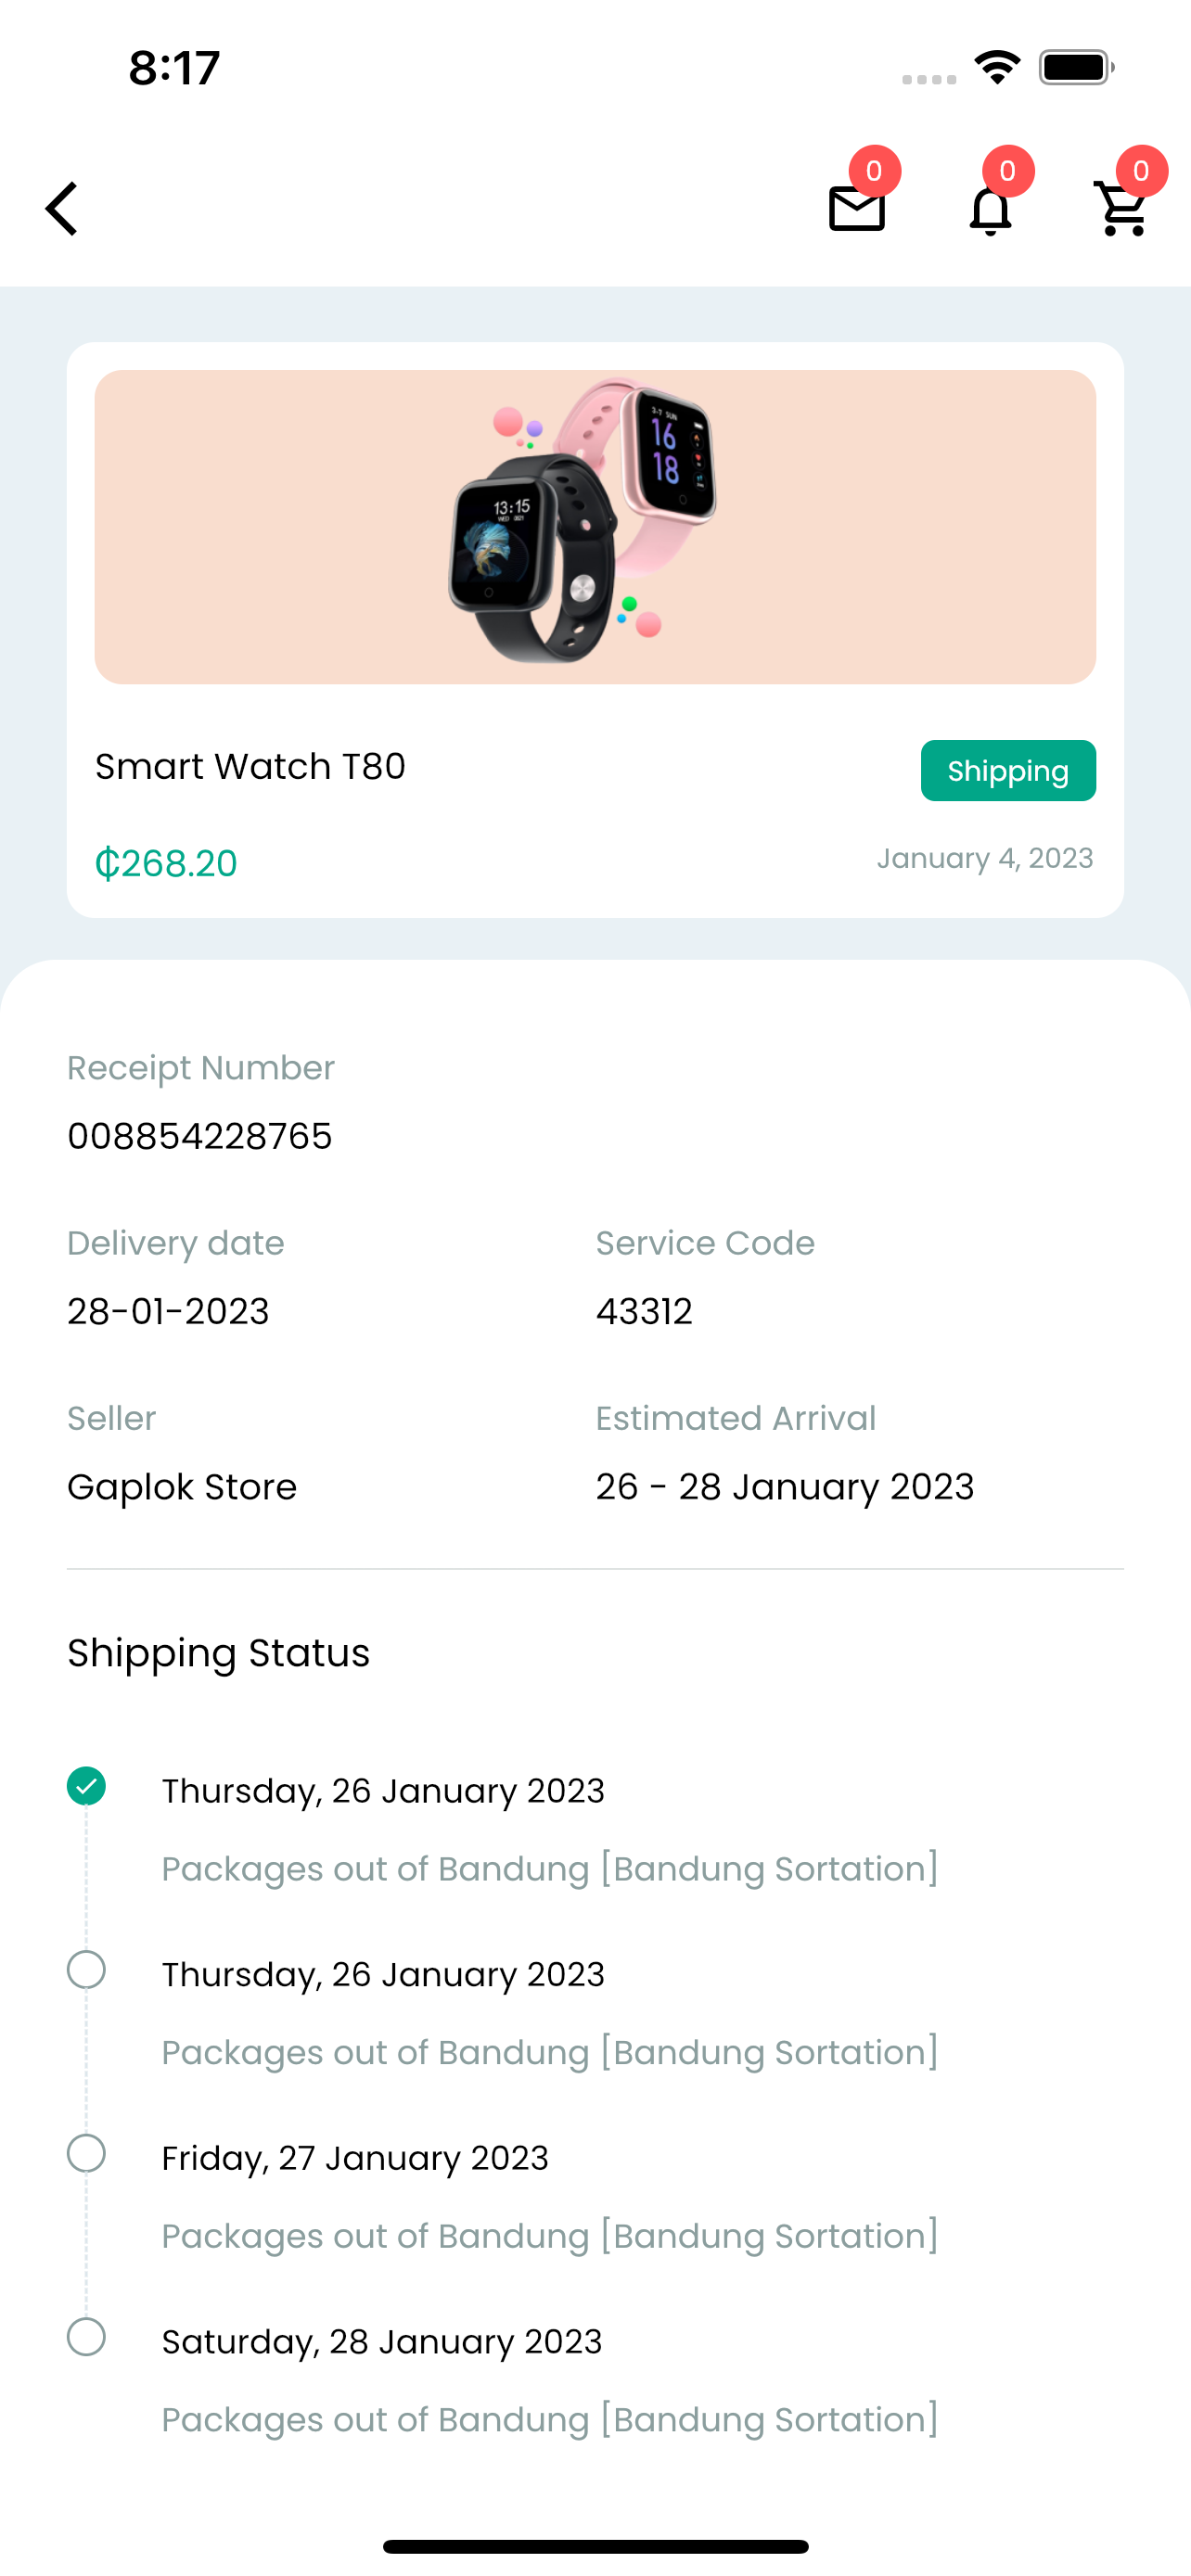 8:17
0
0
0
3-7 SUN
16
18
13:15
Smart Watch T80
Shipping
₵268.20
January 4, 2023
Receipt Number
008854228765
Delivery date
Service Code
28-01-2023
43312
Seller
Estimated Arrival
Gaplok Store
26 - 28 January 2023
Shipping Status
Thursday, 26 January 2023
Packages out of Bandung [Bandung Sortation]
Thursday, 26 January 2023
Packages out of Bandung [Bandung Sortation]
Friday, 27 January 2023
Packages out of Bandung [Bandung Sortation]
Saturday, 28 January 2023
Packages out of Bandung [Bandung Sortation]